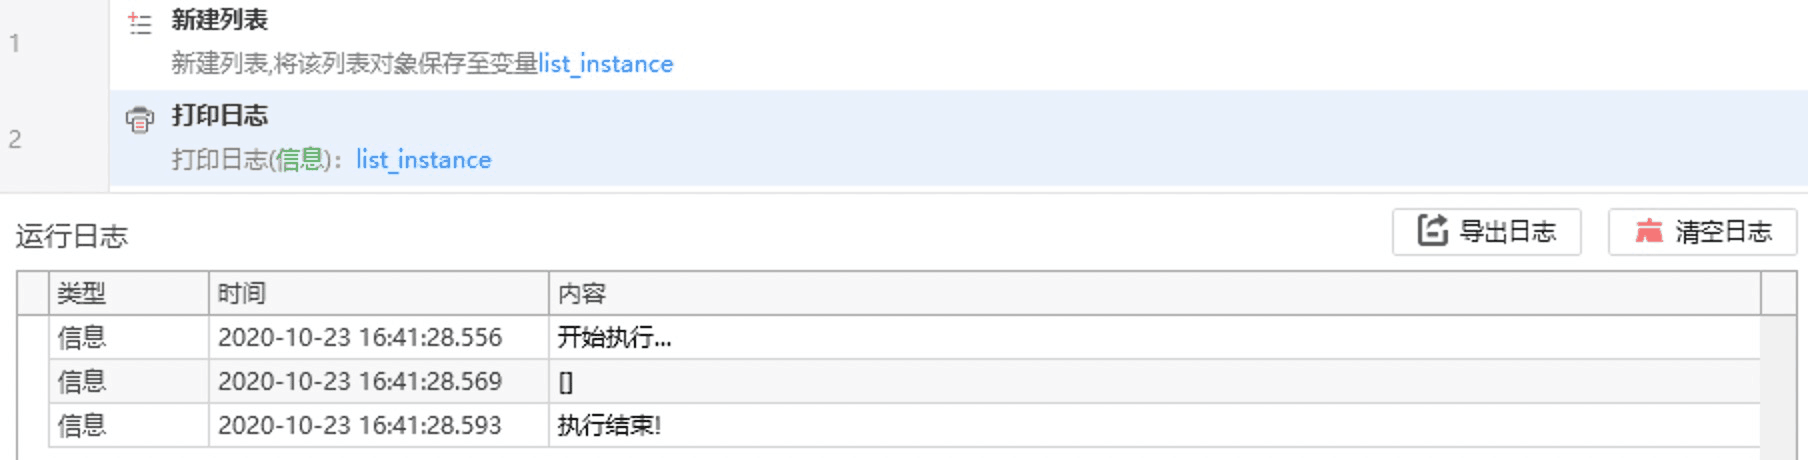 1
新建列表
新建列表,将该列表对象保存至变量list_instance
2
打印日志
打印日志(信息)：list_instance
运行日志
导出日志
清空日志
类型 时间 内容
信息 2020-10-23 16:41:28.556 开始执行...
信息 2020-10-23 16:41:28.569 []
信息 2020-10-23 16:41:28.593 执行结束!